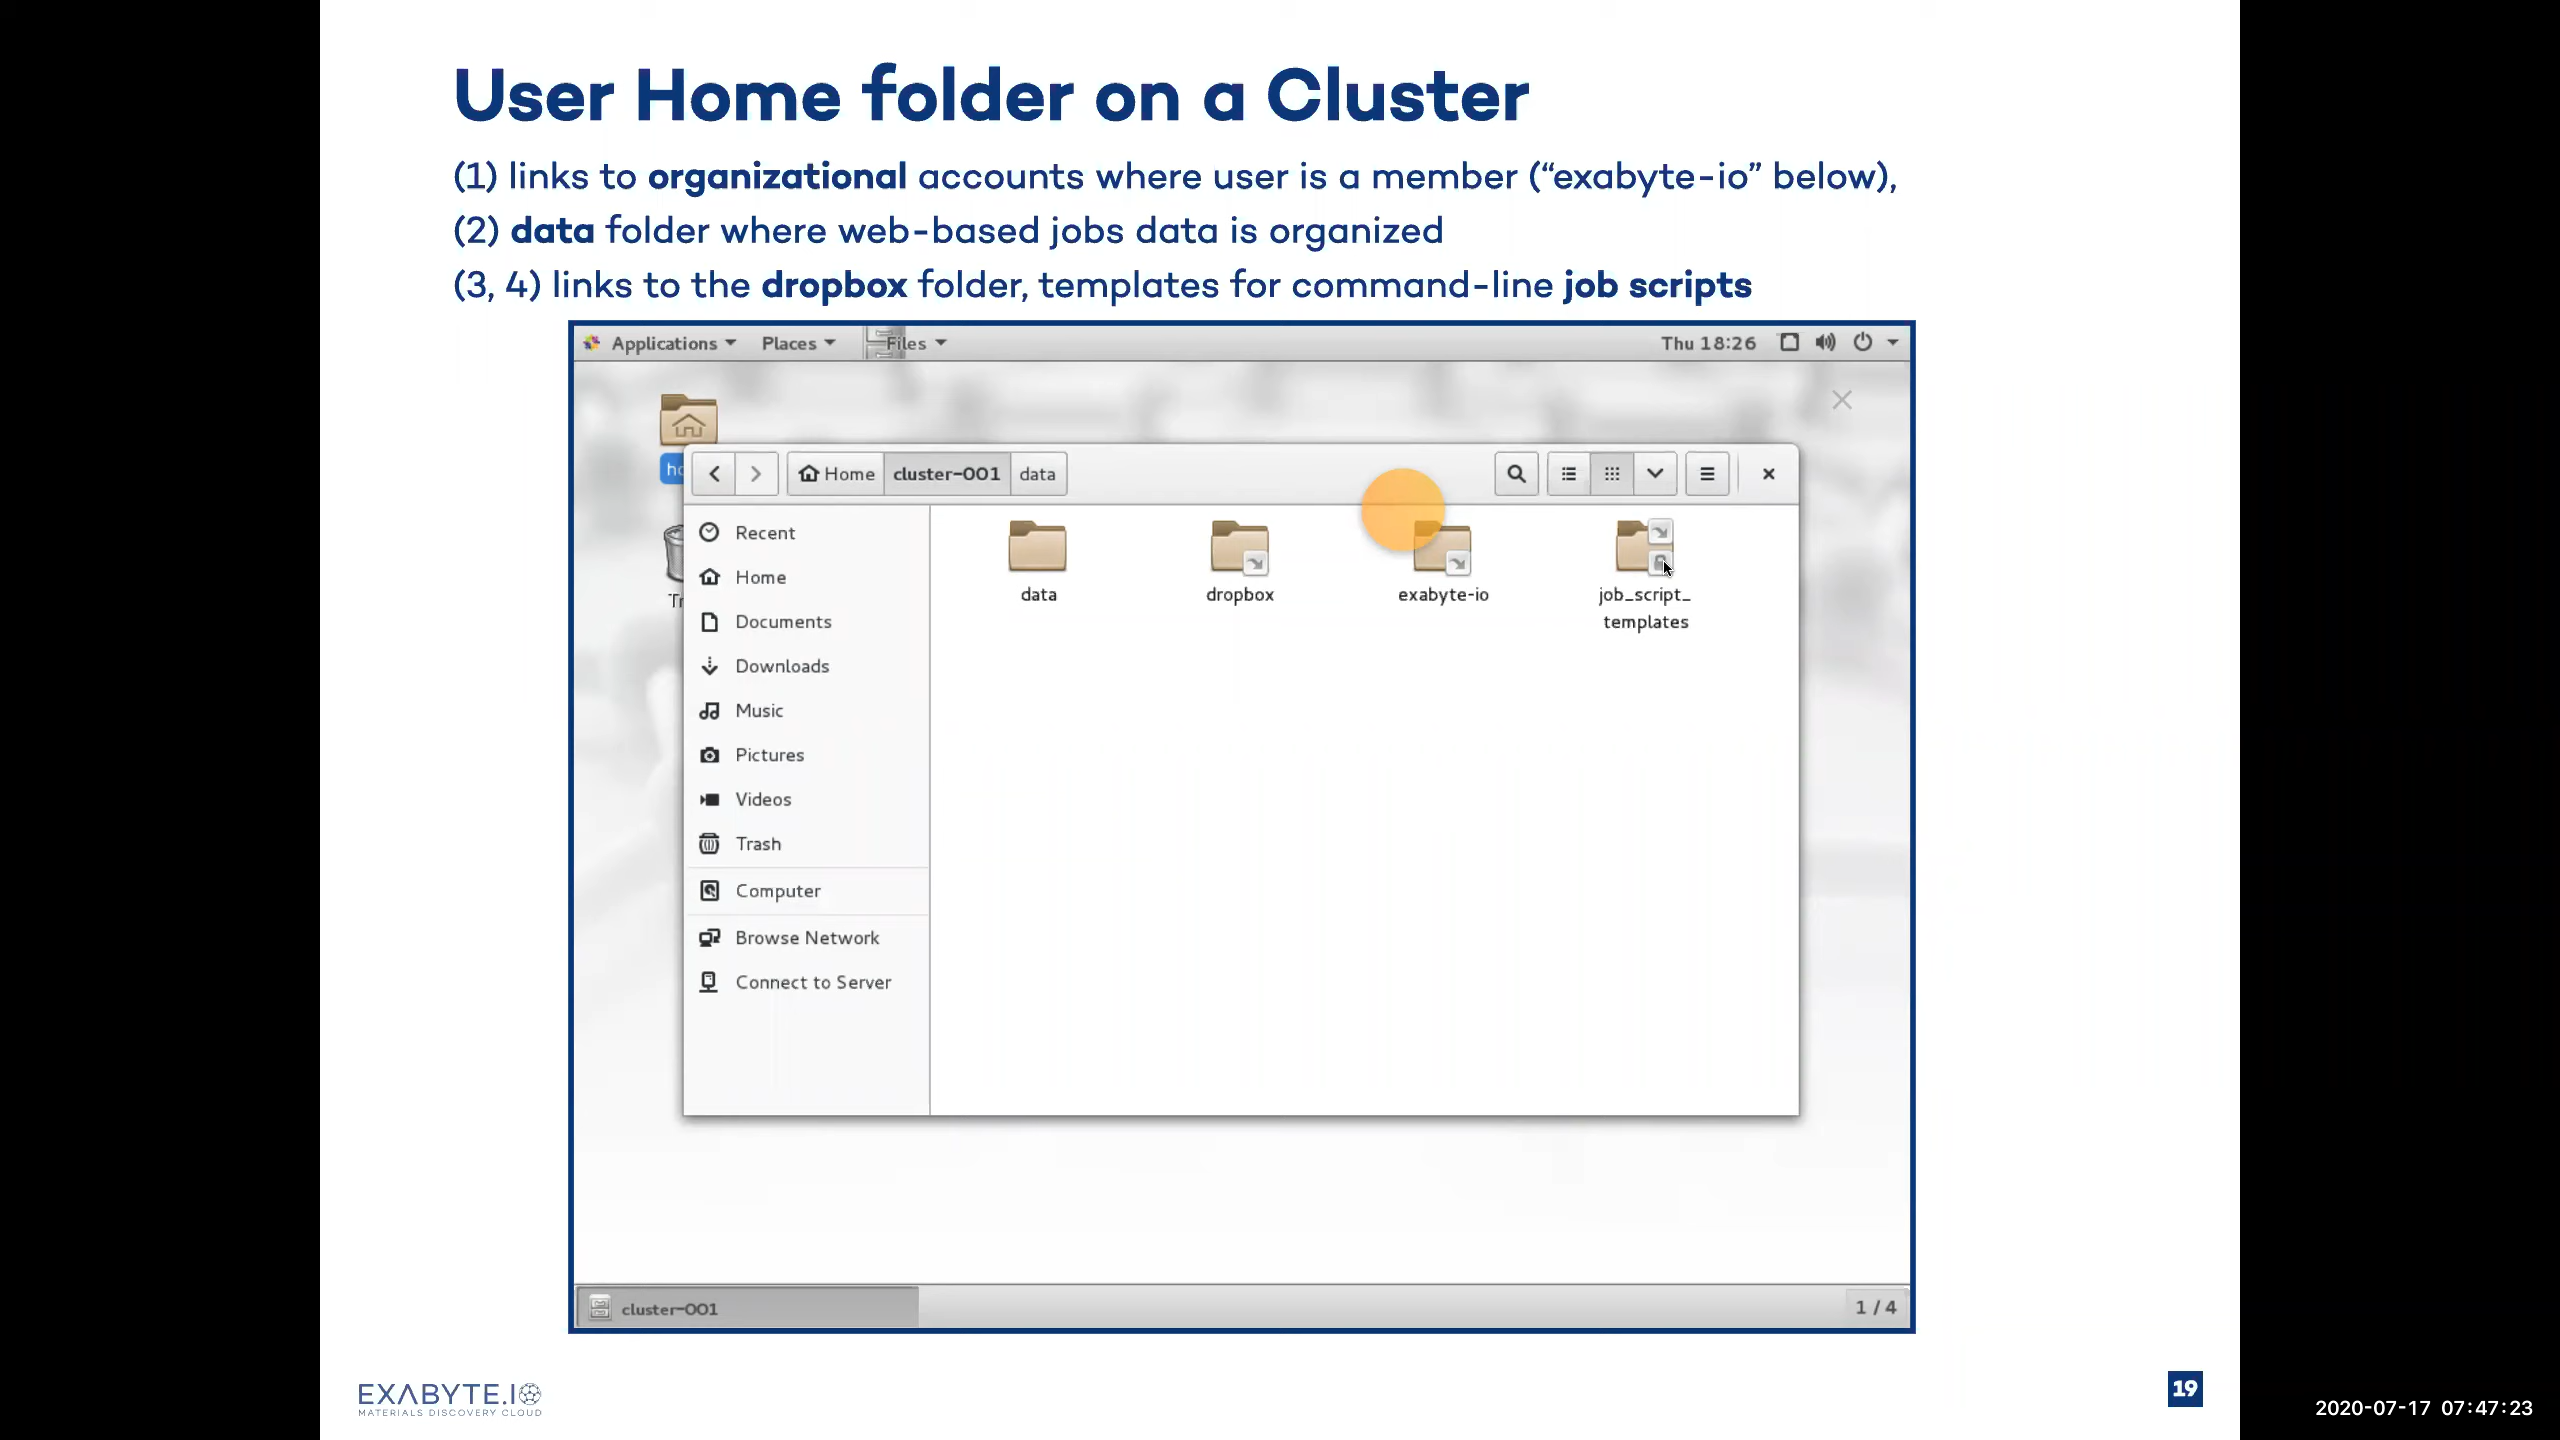 User Home folder on a Cluster
(1) links to organizational accounts where user is a member (“exabyte-io” below),
(2) data folder where web-based jobs data is organized
(3, 4) links to the dropbox folder, templates for command-line job scripts
Applications Places Files Thu 18:26
Home cluster-001 data
Recent
Home
Documents
Downloads
Music
Pictures
Videos
Trash
Computer
Browse Network
Connect to Server
data dropbox exabyte-io job_script_
templates
cluster-001 1 / 4
EXABYTE.IO
MATERIALS DISCOVERY CLOUD
19
2020-07-17 07:47:23